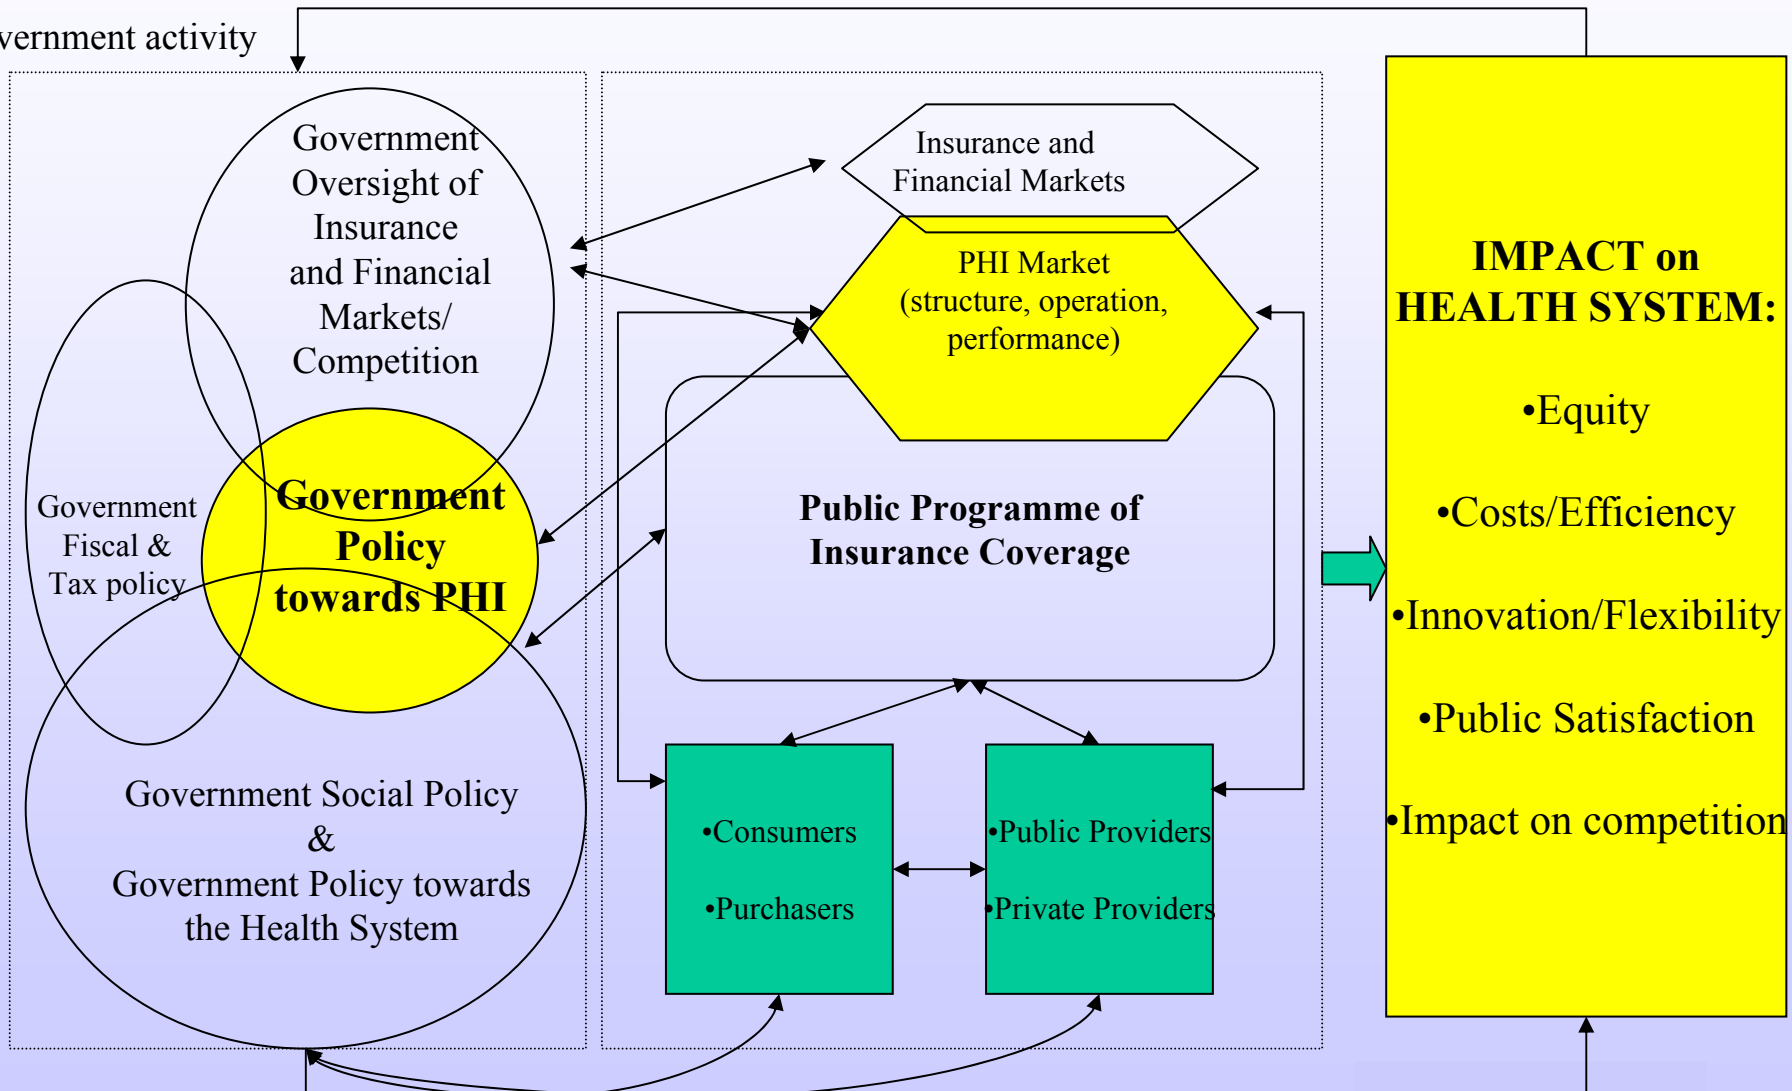 vernment activity
Government
Oversight of
Insurance
and Financial
Markets/
Competition
Government
Fiscal &
Tax policy
Government
Policy
towards PHI
Government Social Policy
&
Government Policy towards
the Health System
Insurance and
Financial Markets
PHI Market
(structure, operation,
performance)
Public Programme of
Insurance Coverage
•Consumers
•Purchasers
•Public Providers
•Private Providers
IMPACT on
HEALTH SYSTEM:
•Equity
•Costs/Efficiency
•Innovation/Flexibility
•Public Satisfaction
•Impact on competition